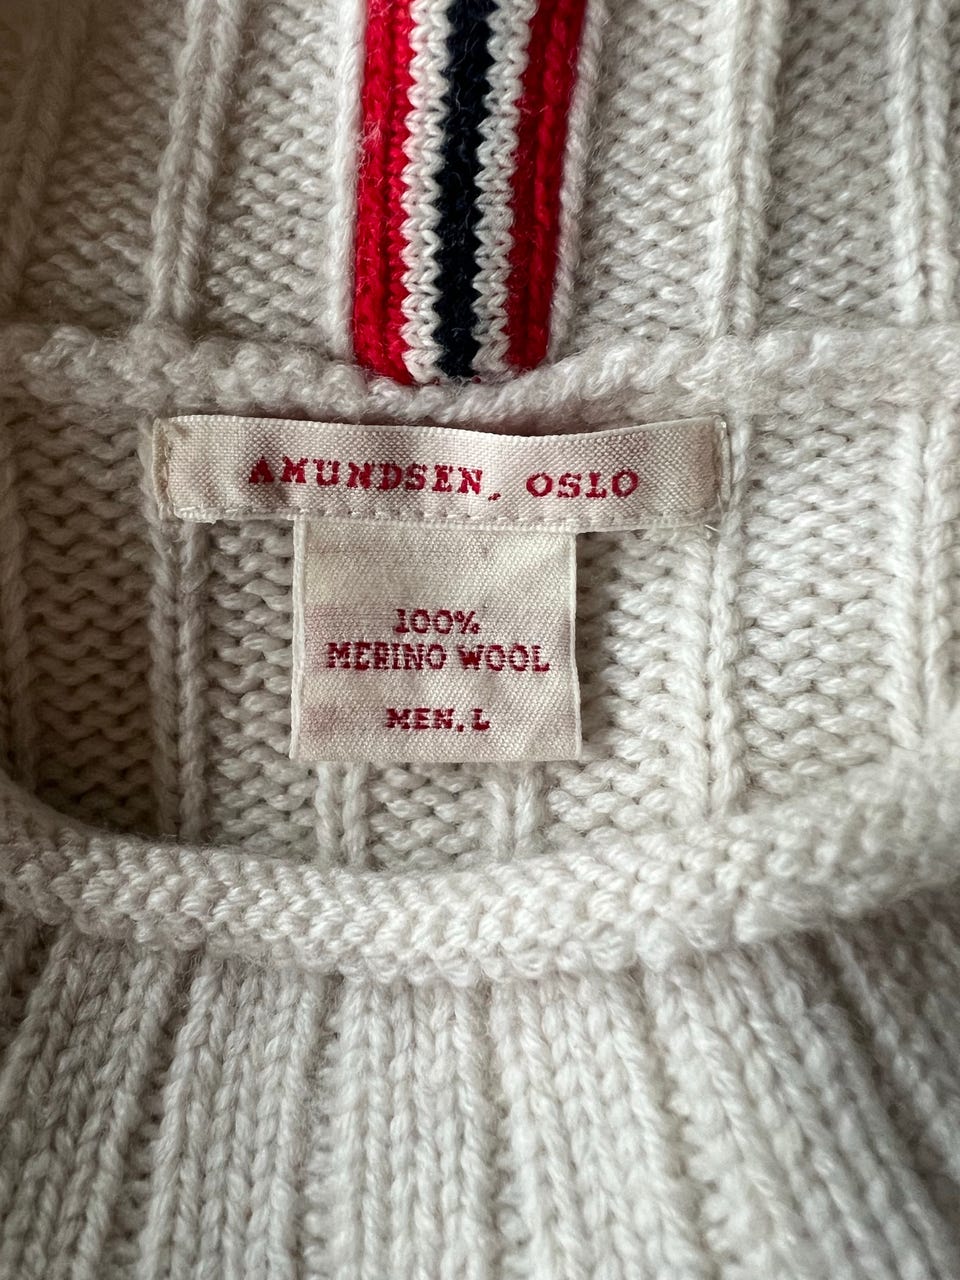 AMUNDSEN, OSLO
100%
MERINO WOOL
MEN, L